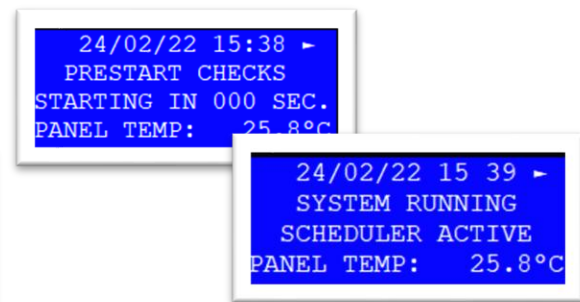 24/02/22 15:38 ►
PRESTART CHECKS
STARTING IN 000 SEC.
PANEL TEMP: 25.8°C
24/02/22 15 39 ►
SYSTEM RUNNING
SCHEDULER ACTIVE
PANEL TEMP: 25.8°C